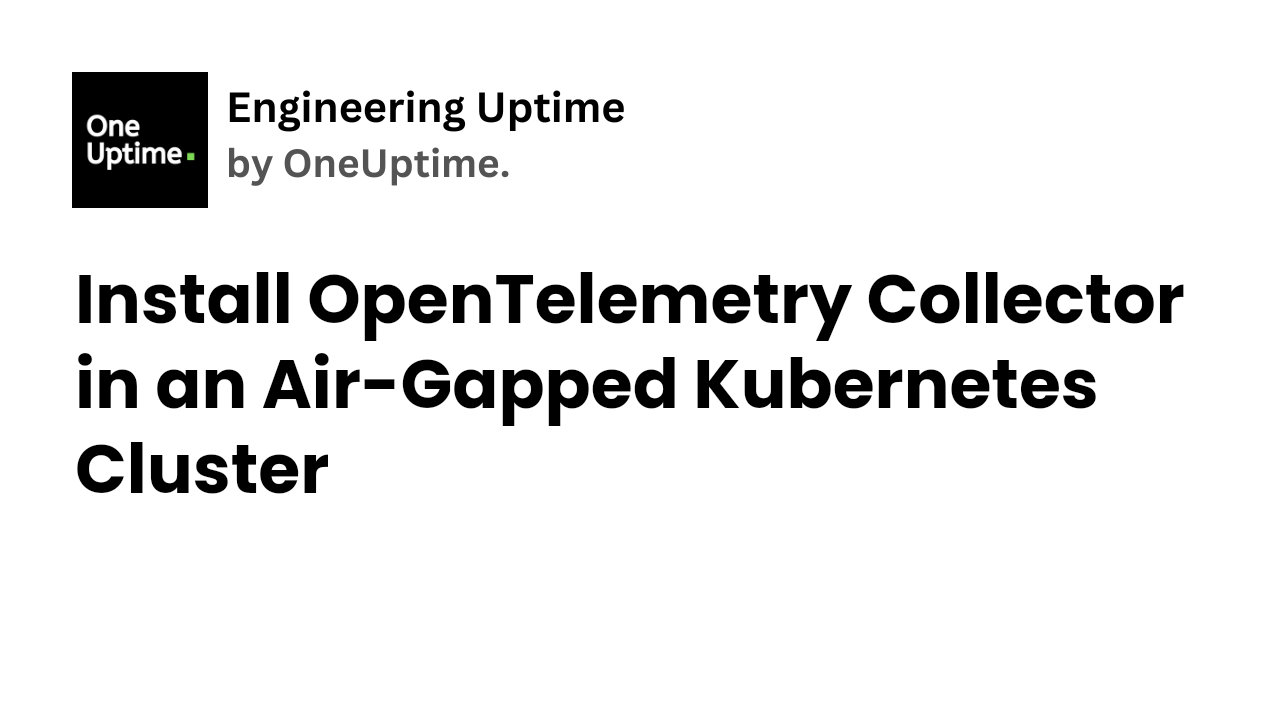 One
Uptime
Engineering Uptime
by OneUptime.
Install OpenTelemetry Collector
in an Air-Gapped Kubernetes
Cluster